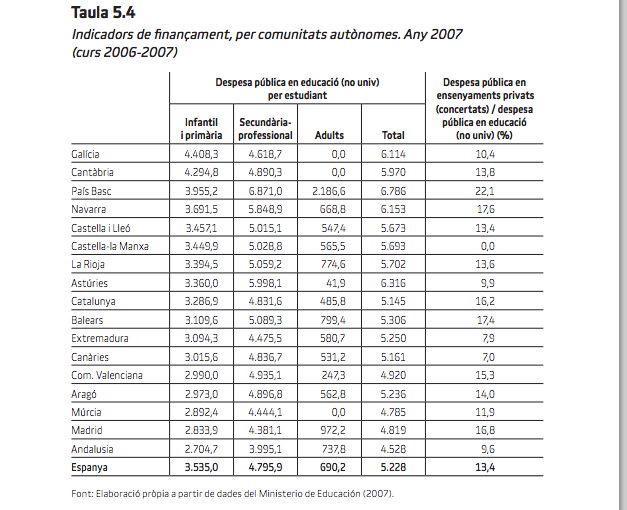 Taula 5.4
Indicadors de finançament, per comunitats autònomes. Any 2007
(curs 2006-2007)
Despesa pública en educació (no univ)
per estudiant
Despesa pública en
ensenyaments privats
(concertats) / despesa
pública en educació
(no univ) (%)
Infantil
i primària
Secundària-
professional
Adults
Total
Galícia 4.408,3 4.618,7 0,0 6.114 10,4
Cantàbria 4.294,8 4.890,3 0,0 5.970 13,8
País Basc 3.955,2 6.871,0 2.186,6 6.786 22,1
Navarra 3.691,5 5.848,9 668,8 6.153 17,6
Castella i Lleó 3.457,1 5.015,1 547,4 5.673 13,4
Castella-la Manxa 3.449,9 5.028,8 565,5 5.693 0,0
La Rioja 3.394,5 5.059,2 774,6 5.702 13,6
Astúries 3.360,0 5.998,1 41,9 6.316 9,9
Catalunya 3.286,9 4.831,6 485,8 5.145 16,2
Balears 3.109,6 5.089,3 799,4 5.306 17,4
Extremadura 3.094,3 4.475,5 580,7 5.250 7,9
Canàries 3.015,6 4.836,7 531,2 5.161 7,0
Com. Valenciana 2.990,0 4.935,1 247,3 4.920 15,3
Aragó 2.973,0 4.896,8 562,8 5.236 14,0
Múrcia 2.892,4 4.444,1 0,0 4.785 11,9
Madrid 2.833,9 4.381,1 972,2 4.819 16,8
Andalusia 2.704,7 3.995,1 737,8 4.528 9,6
Espanya 3.535,0 4.795,9 690,2 5.228 13,4
Font: Elaboració pròpia a partir de dades del Ministerio de Educación (2007).